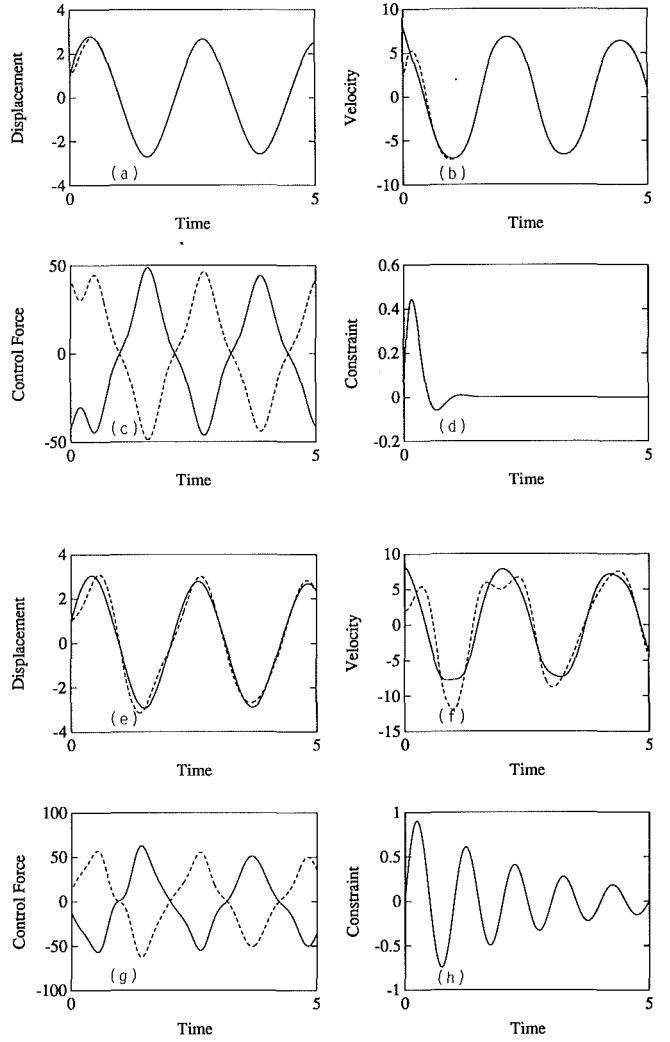 4
2
0
-2
-4
Displacement
(a)
0
5
Time
10
5
0
-5
-10
Velocity
(b)
0
5
Time
50
0
-50
Control Force
(c)
0
5
Time
0.6
0.4
0.2
0
-0.2
Constraint
(d)
0
5
Time
4
2
0
-2
-4
Displacement
(e)
0
5
Time
10
5
0
-5
-10
-15
Velocity
(f)
0
5
Time
100
50
0
-50
-100
Control Force
(g)
0
5
Time
1
0.5
0
-0.5
-1
Constraint
(h)
0
5
Time